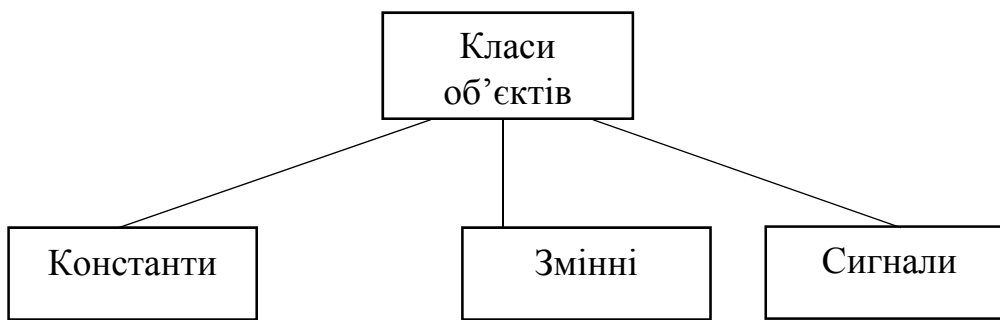 Класи
об’єктів
Константи
Змінні
Сигнали